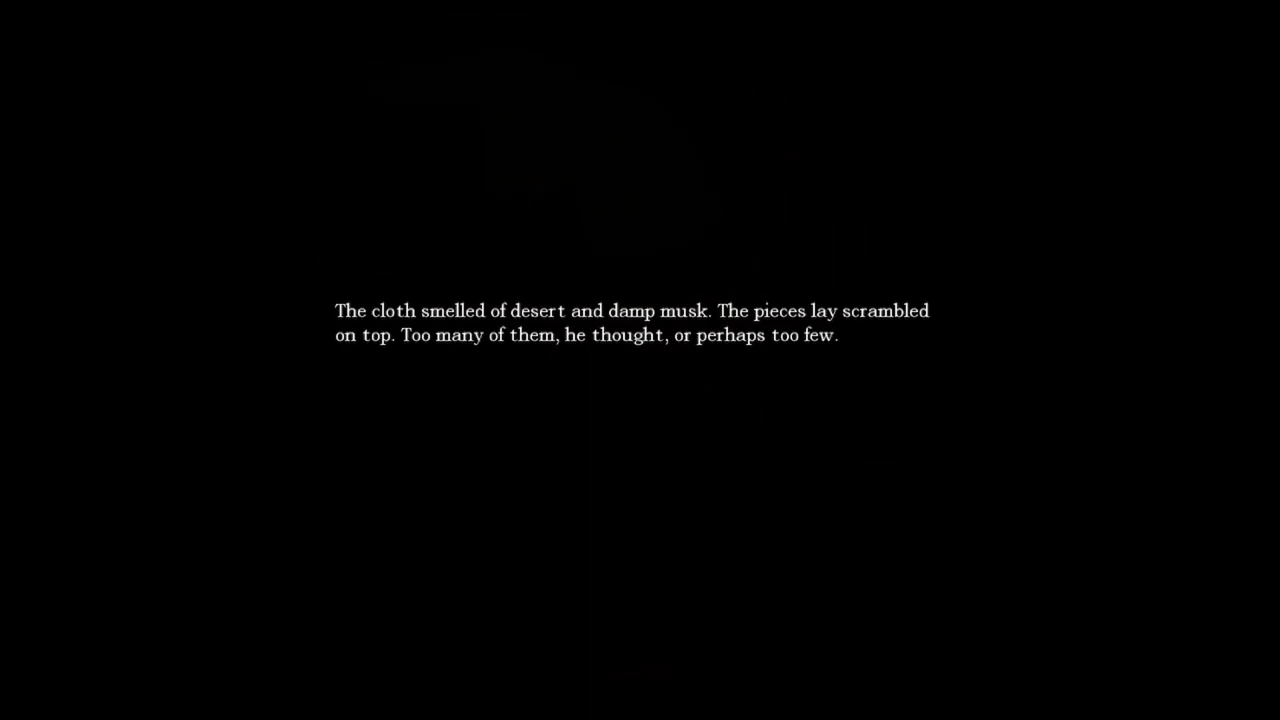 The cloth smelled of desert and damp musk. The pieces lay scrambled
on top. Too many of them, he thought, or perhaps too few.